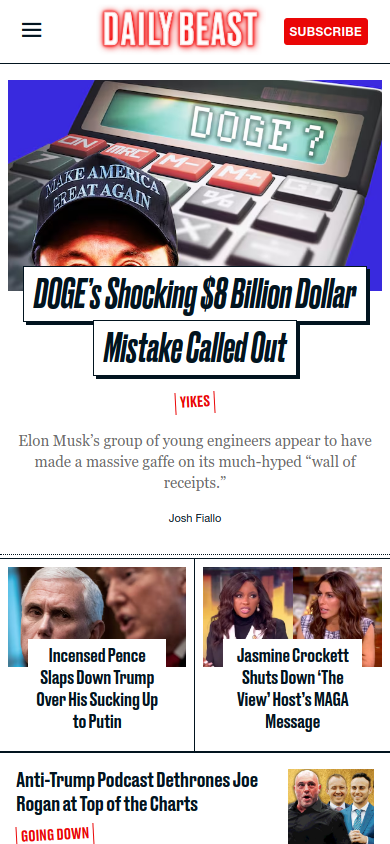 DAILY BEAST
SUBSCRIBE
DOGE?
ON
MRC
M-
M+
GT
7
%
X
MAKE AMERICA
GREAT AGAIN
DOGE's Shocking $8 Billion Dollar
Mistake Called Out
YIKES
Elon Musk’s group of young engineers appear to have
made a massive gaffe on its much-hyped “wall of
receipts.”
Josh Fiallo
Incensed Pence
Slaps Down Trump
Over His Sucking Up
to Putin
Jasmine Crockett
Shuts Down ‘The
View’ Host’s MAGA
Message
Anti-Trump Podcast Dethrones Joe
Rogan at Top of the Charts
GOING DOWN